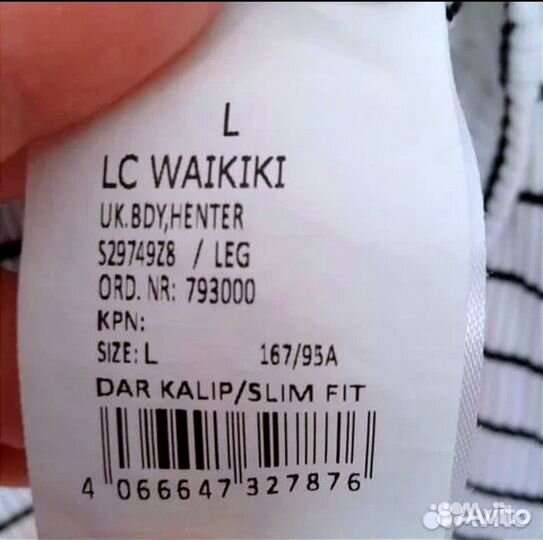 L
LC WAIKIKI
UK.BDY,HENTER
S29749Z8 / LEG
ORD. NR: 793000
KPN:
SIZE: L 167/95A
DAR KALIP/SLIM FIT
4 066647 327876
Avito